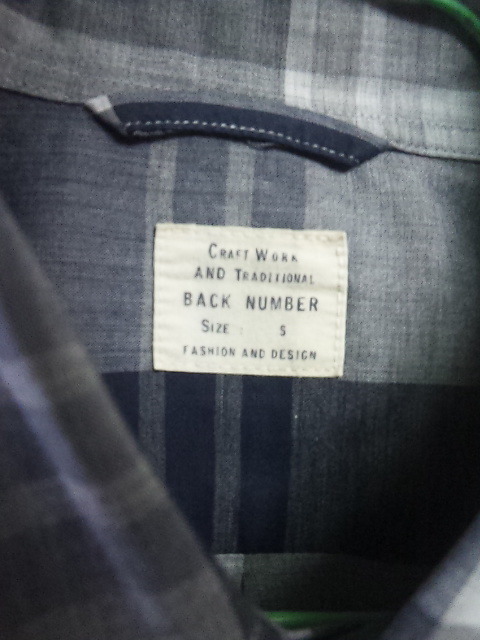 CRAFT WORK
AND TRADITIONAL
BACK NUMBER
SIZE : S
FASHION AND DESIGN